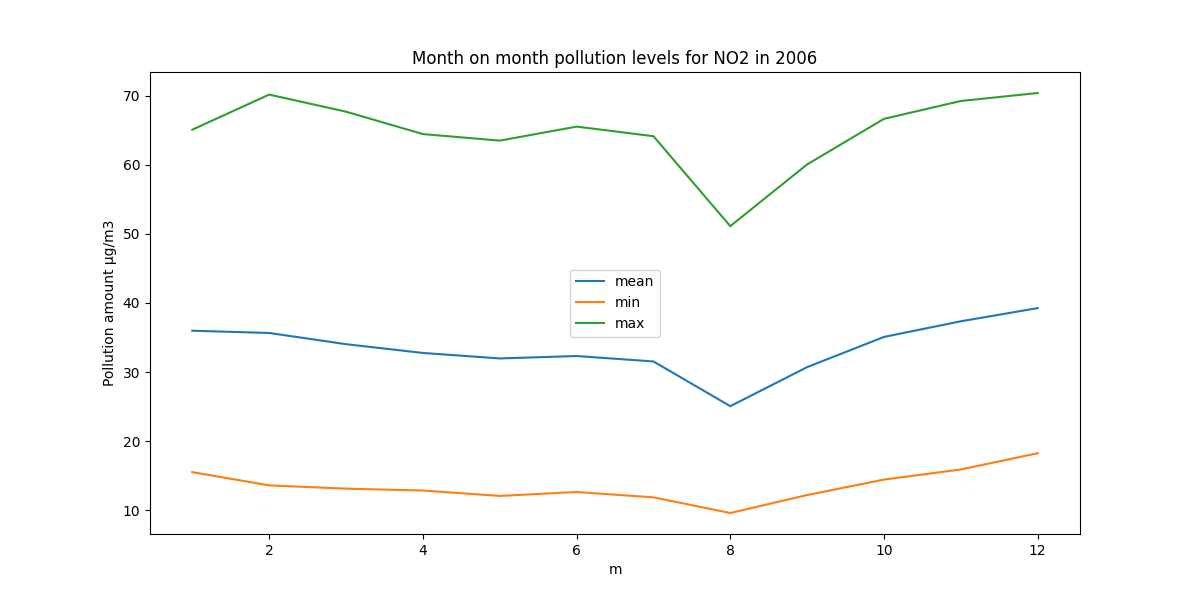 Month on month pollution levels for NO2 in 2006
Pollution amount μg/m3
70
60
50
40
30
20
10
mean
min
max
2
4
6
8
10
12
m